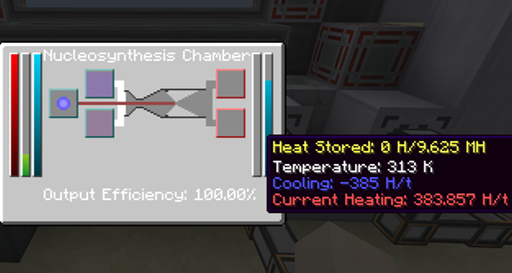 Nucleosynthesis Chamber
Heat Stored: 0 H/9.625 MH
Temperature: 313 K
Cooling: -385 H/t
Current Heating: 383.857 H/t
Output Efficiency: 100.00%